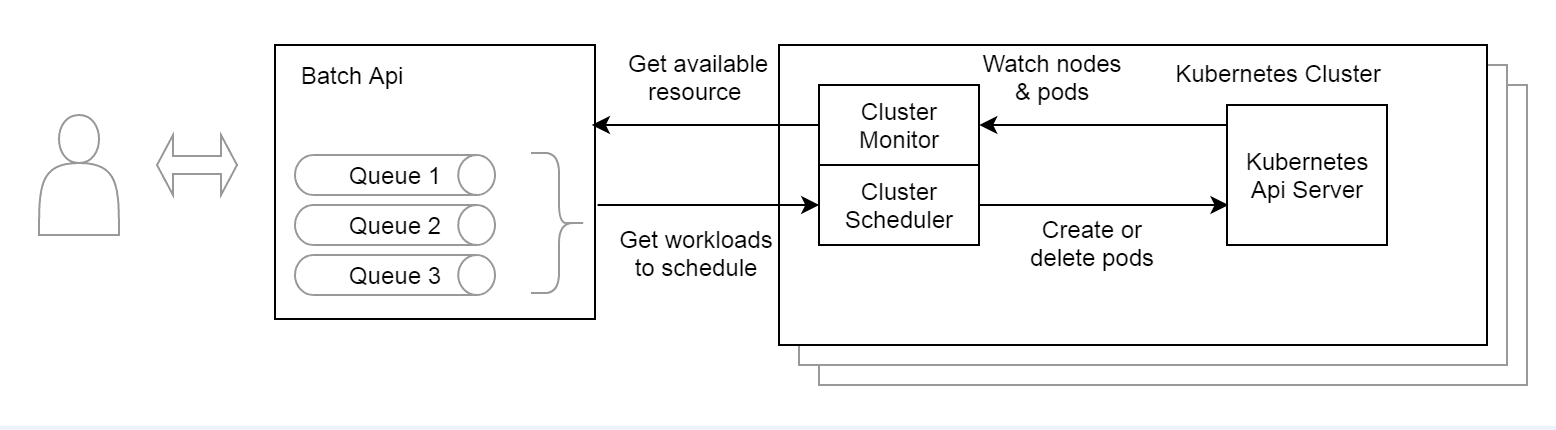 Batch Api
Queue 1
Queue 2
Queue 3
Get available
resource
Get workloads
to schedule
Kubernetes Cluster
Cluster
Monitor
Cluster
Scheduler
Watch nodes
& pods
Create or
delete pods
Kubernetes
Api Server